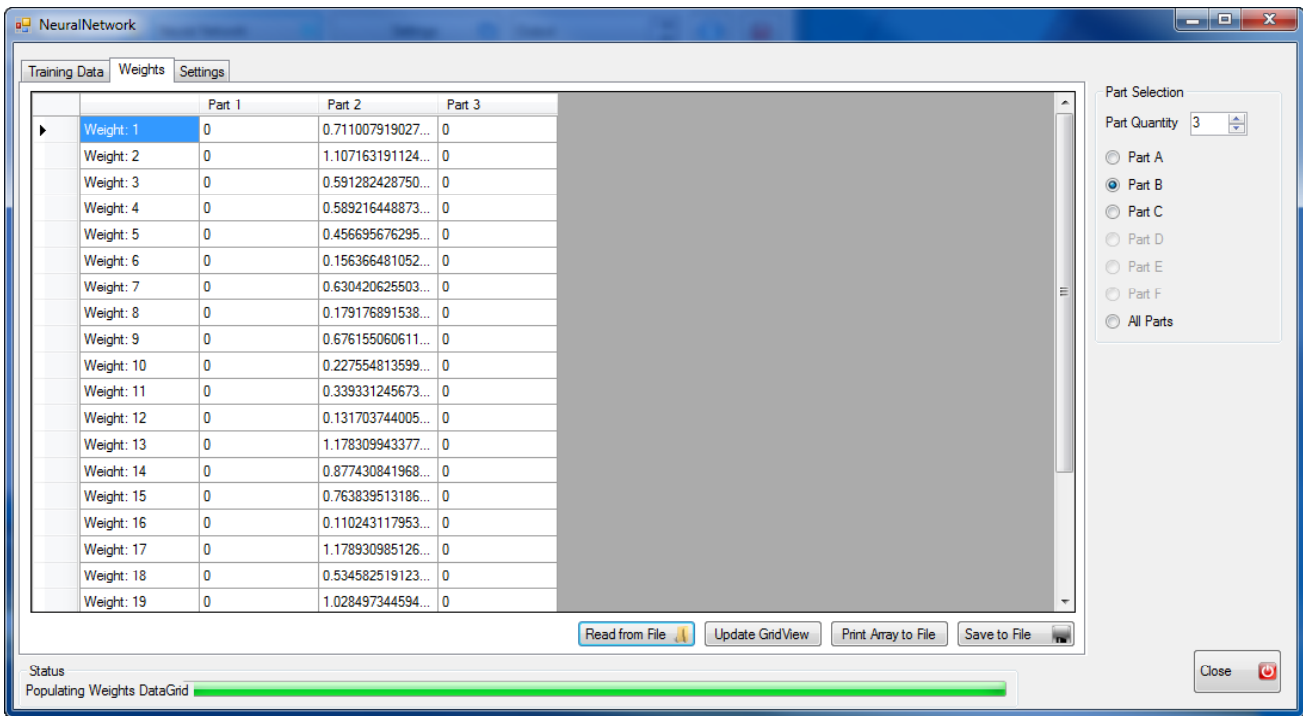 NeuralNetwork
Training Data Weights Settings
Part 1 Part 2 Part 3
Weight: 1 0 0.711007919027... 0
Weight: 2 0 1.107163191124... 0
Weight: 3 0 0.591282428750... 0
Weight: 4 0 0.589216448873... 0
Weight: 5 0 0.456695676295... 0
Weight: 6 0 0.156366481052... 0
Weight: 7 0 0.630420625503... 0
Weight: 8 0 0.179176891538... 0
Weight: 9 0 0.676155060611... 0
Weight: 10 0 0.227554813599... 0
Weight: 11 0 0.339331245673... 0
Weight: 12 0 0.131703744005... 0
Weight: 13 0 1.178309943377... 0
Weight: 14 0 0.877430841968... 0
Weight: 15 0 0.763839513186... 0
Weight: 16 0 0.110243117953... 0
Weight: 17 0 1.178930985126... 0
Weight: 18 0 0.534582519123... 0
Weight: 19 0 1.028497344594... 0
Read from File Update GridView Print Array to File Save to File
Part Selection
Part Quantity 3
Part A
Part B
Part C
Part D
Part E
Part F
All Parts
Status
Populating Weights DataGrid
Close